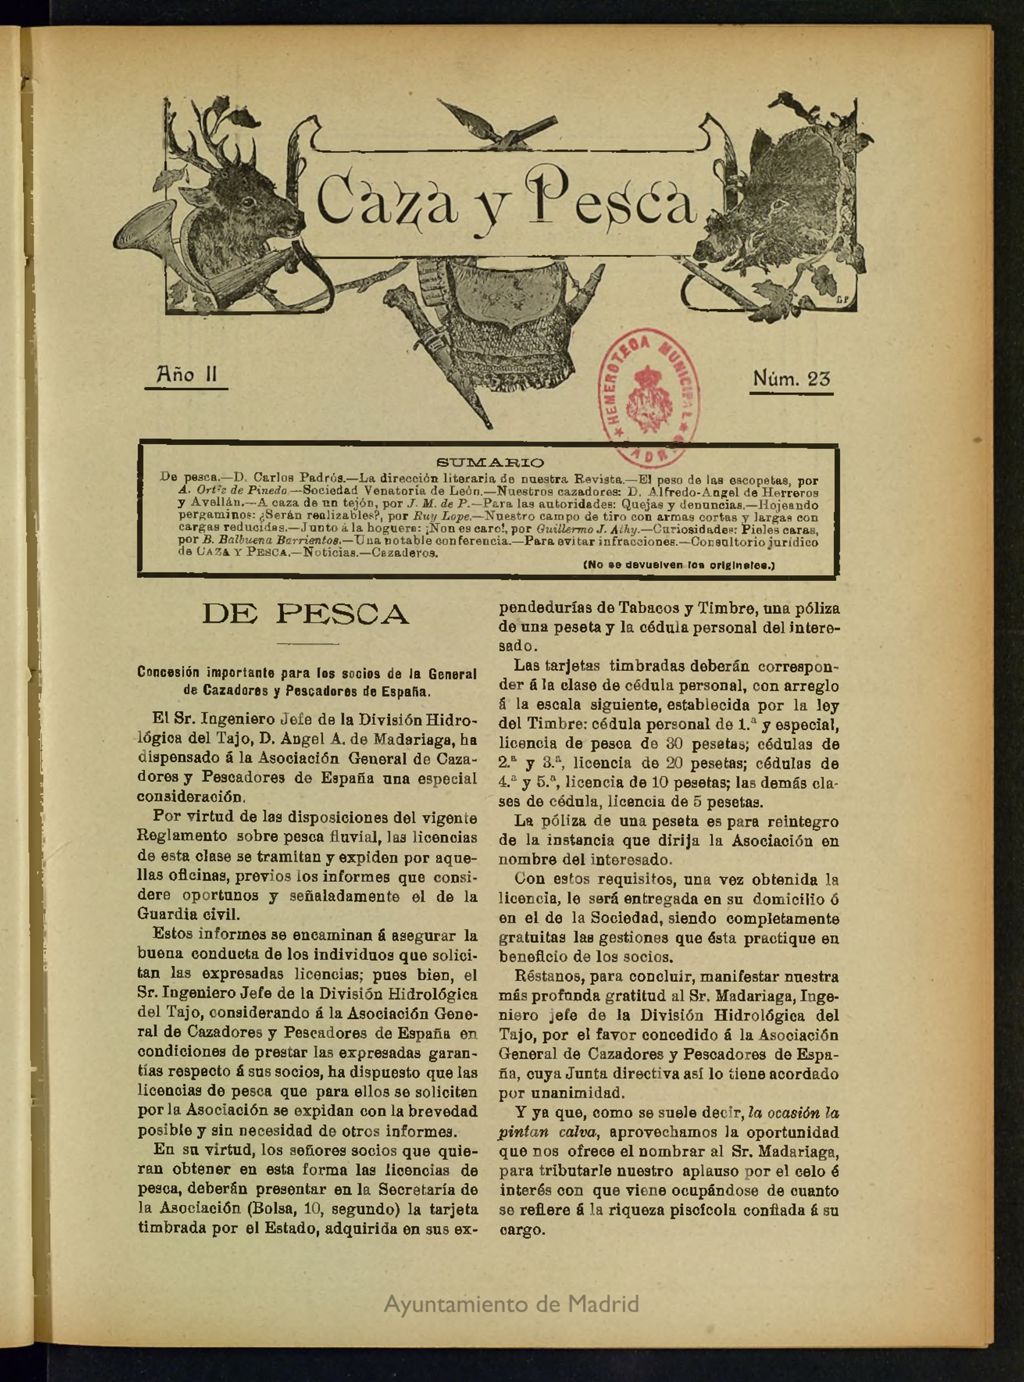 Caza y Pesca
Año II
Núm. 23
HEMEROTECA MUNICIPAL
MADRID
SUMARIO
De pesca.—D. Carlos Padrós.—La dirección literaria de nuestra Revista.—El peso de las escopetas, por
A. Ortiz de Pinedo.—Sociedad Venatoria de León.—Nuestros cazadores: D. Alfredo-Angel de Herreros
y Avellán.—A caza de un tejón, por J. M. de P.—Para las autoridades: Quejas y denuncias.—Hojeando
pergaminos: ¿Serán realizables?, por Ruy Lope.—Nuestro campo de tiro con armas cortas y largas con
cargas reducidas.—Junto á la hoguera: ¡Non es caro!, por Guillermo J. Athy.—Curiosidades: Pieles caras,
por B. Balbuena Barrientos.—Una notable conferencia.—Para evitar infracciones.—Consultorio jurídico
de CAZA Y PESCA.—Noticias.—Cazaderos.
(No se devuelven los originales.)
DE PESCA
Concesión importante para los socios de la General
de Cazadores y Pescadores de España.
El Sr. Ingeniero Jefe de la División Hidro-
lógica del Tajo, D. Angel A. de Madariaga, ha
dispensado á la Asociación General de Caza-
dores y Pescadores de España una especial
consideración.
Por virtud de las disposiciones del vigente
Reglamento sobre pesca fluvial, las licencias
de esta clase se tramitan y expiden por aque-
llas oficinas, previos los informes que consi-
dere oportunos y señaladamente el de la
Guardia civil.
Estos informes se encaminan á asegurar la
buena conducta de los individuos que solici-
tan las expresadas licencias; pues bien, el
Sr. Ingeniero Jefe de la División Hidrológica
del Tajo, considerando á la Asociación Gene-
ral de Cazadores y Pescadores de España en
condiciones de prestar las expresadas garan-
tías respecto á sus socios, ha dispuesto que las
licencias de pesca que para ellos se soliciten
por la Asociación se expidan con la brevedad
posible y sin necesidad de otros informes.
En su virtud, los señores socios que quie-
ran obtener en esta forma las licencias de
pesca, deberán presentar en la Secretaría de
la Asociación (Bolsa, 10, segundo) la tarjeta
timbrada por el Estado, adquirida en sus ex-
pendedurías de Tabacos y Timbre, una póliza
de una peseta y la cédula personal del intere-
sado.
Las tarjetas timbradas deberán correspon-
der á la clase de cédula personal, con arreglo
á la escala siguiente, establecida por la ley
del Timbre: cédula personal de 1.ª y especial,
licencia de pesca de 30 pesetas; cédulas de
2.ª y 3.ª, licencia de 20 pesetas; cédulas de
4.ª y 5.ª, licencia de 10 pesetas; las demás cla-
ses de cédula, licencia de 5 pesetas.
La póliza de una peseta es para reintegro
de la instancia que dirija la Asociación en
nombre del interesado.
Con estos requisitos, una vez obtenida la
licencia, le será entregada en su domicilio ó
en el de la Sociedad, siendo completamente
gratuitas las gestiones que ésta practique en
beneficio de los socios.
Réstanos, para concluir, manifestar nuestra
más profunda gratitud al Sr. Madariaga, Inge-
niero jefe de la División Hidrológica del
Tajo, por el favor concedido á la Asociación
General de Cazadores y Pescadores de Espa-
ña, cuya Junta directiva así lo tiene acordado
por unanimidad.
Y ya que, como se suele decir, la ocasión la
pintan calva, aprovechamos la oportunidad
que nos ofrece el nombrar al Sr. Madariaga,
para tributarle nuestro aplauso por el celo é
interés con que viene ocupándose de cuanto
se refiere á la riqueza piscícola confiada á su
cargo.
Ayuntamiento de Madrid